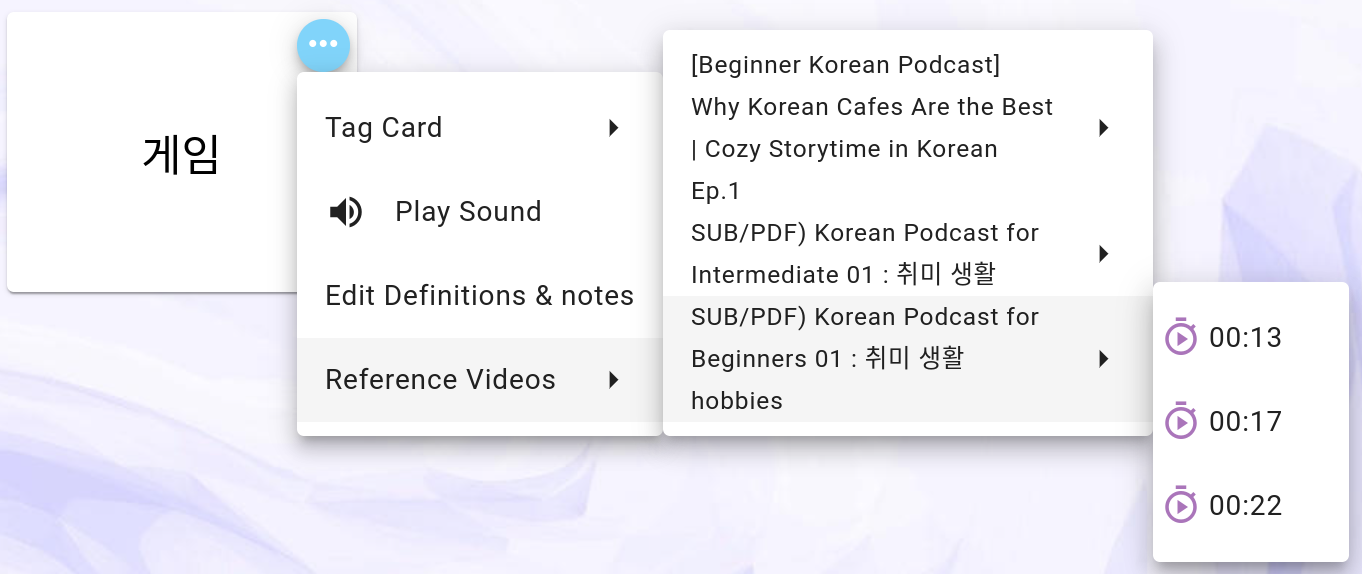 게임
Tag Card
Play Sound
Edit Definitions & notes
Reference Videos
[Beginner Korean Podcast]
Why Korean Cafes Are the Best
| Cozy Storytime in Korean
Ep.1
SUB/PDF) Korean Podcast for
Intermediate 01 : 취미 생활
SUB/PDF) Korean Podcast for
Beginners 01 : 취미 생활
hobbies
00:13
00:17
00:22